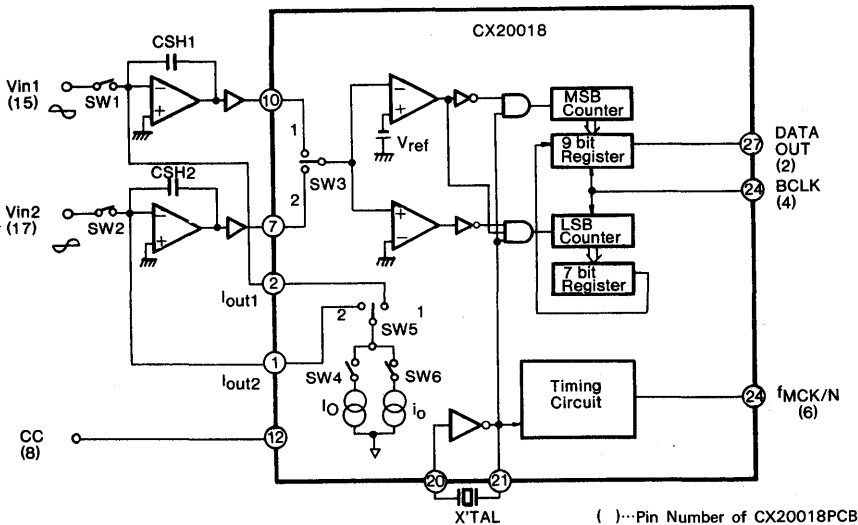 CX20018
CSH1
Vin1
(15)
SW1
−
+
10
1
SW3
2
−
+
Vref
MSB
Counter
9 bit
Register
27
DATA
OUT
(2)
24
BCLK
(4)
CSH2
Vin2
(17)
SW2
−
+
7
+
−
LSB
Counter
7 bit
Register
2
Iout1
1
2
SW5
1
Iout2
SW4
SW6
IO
io
Timing
Circuit
24
fMCK/N
(6)
CC
(8)
12
20
21
X'TAL
( )···Pin Number of CX20018PCB